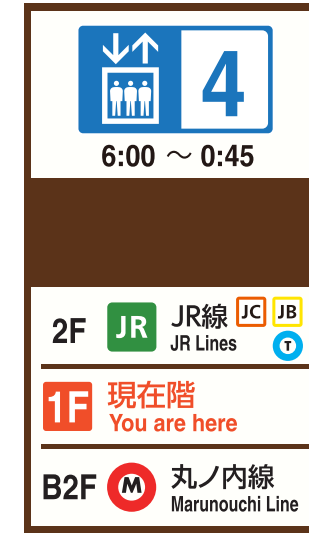 4
6:00 ～ 0:45
2F JR JR線 JC JB
JR Lines T
1F 現在階
You are here
B2F M 丸ノ内線
Marunouchi Line